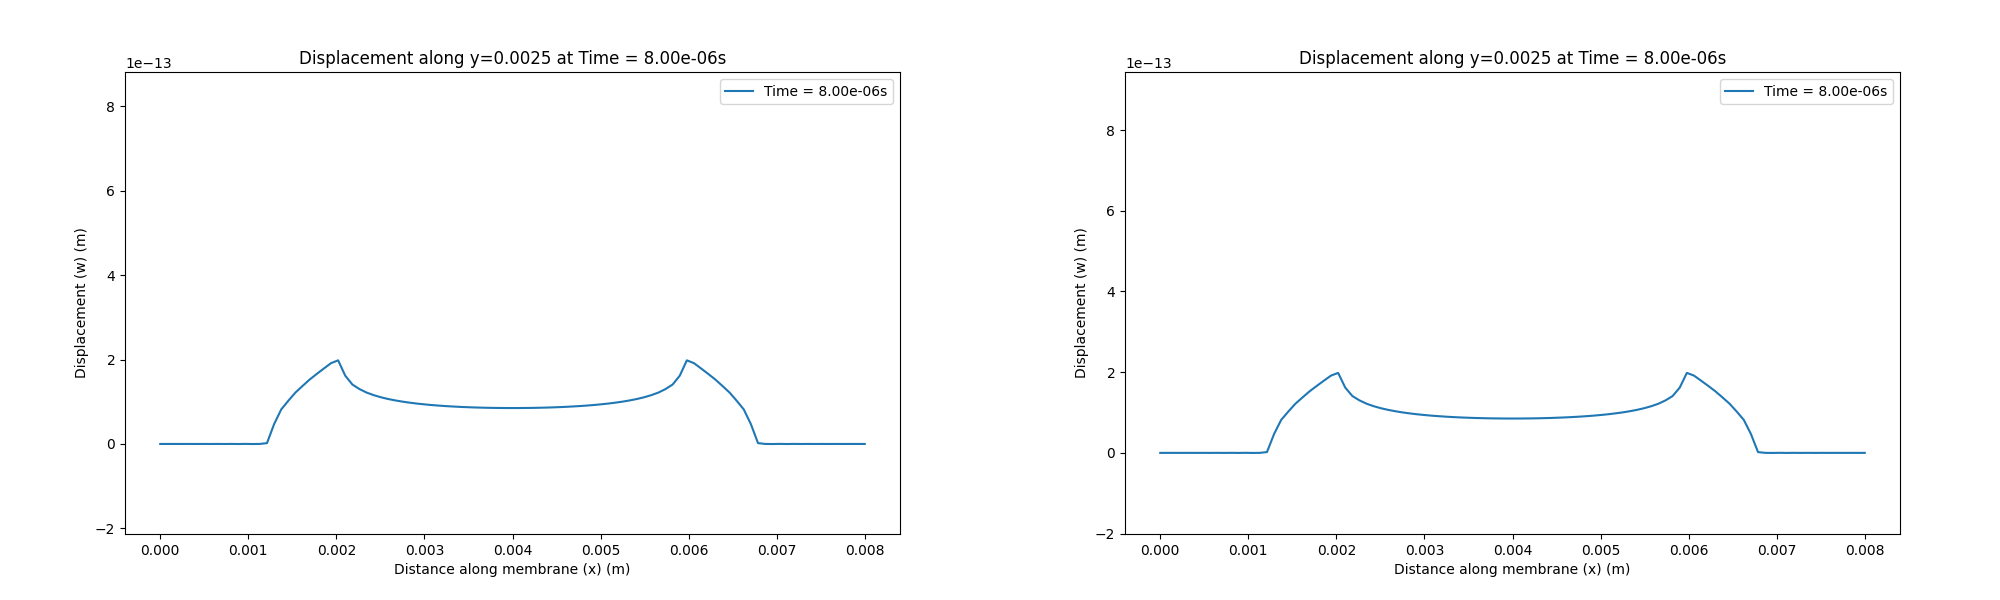 Displacement along y=0.0025 at Time = 8.00e-06s
1e−13
Time = 8.00e-06s
8
6
4
2
0
−2
Displacement (w) (m)
0.000 0.001 0.002 0.003 0.004 0.005 0.006 0.007 0.008
Distance along membrane (x) (m)
Displacement along y=0.0025 at Time = 8.00e-06s
1e−13
Time = 8.00e-06s
8
6
4
2
0
−2
Displacement (w) (m)
0.000 0.001 0.002 0.003 0.004 0.005 0.006 0.007 0.008
Distance along membrane (x) (m)